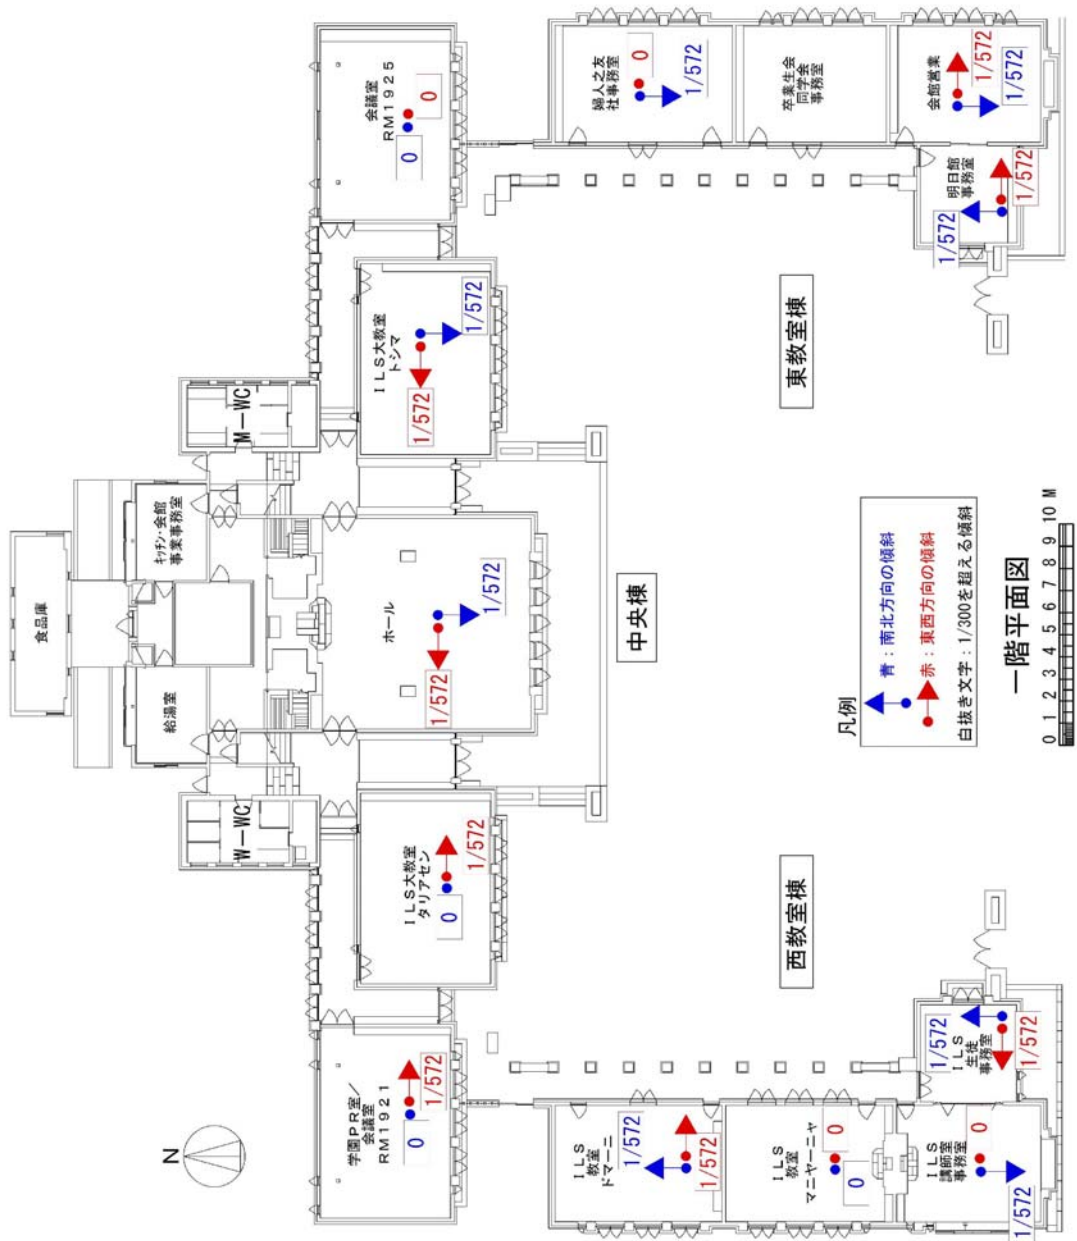 食品庫
キッチン・会館
事業事務室
給湯室
M－WC
W－WC
会議室
RM1925
0
0
ILS大教室
トシマ
1/572
1/572
ホール
1/572
1/572
ILS大教室
タリアセン
0
1/572
学園PR室／
会議室
RM1921
0
1/572
N
婦人之友
社事務室
0
1/572
卒業生会
同学会
事務室
会館営業
1/572
1/572
明日館
事務室
1/572
1/572
東教室棟
中央棟
西教室棟
ILS
教室
ドマーニ
1/572
1/572
ILS
教室
マニヤーニャ
0
0
ILS
講師室
事務室
0
1/572
ILS
生徒
事務室
1/572
1/572
凡例
青：南北方向の傾斜
赤：東西方向の傾斜
白抜き文字：1/300を超える傾斜
一階平面図
0 1 2 3 4 5 6 7 8 9 10 M